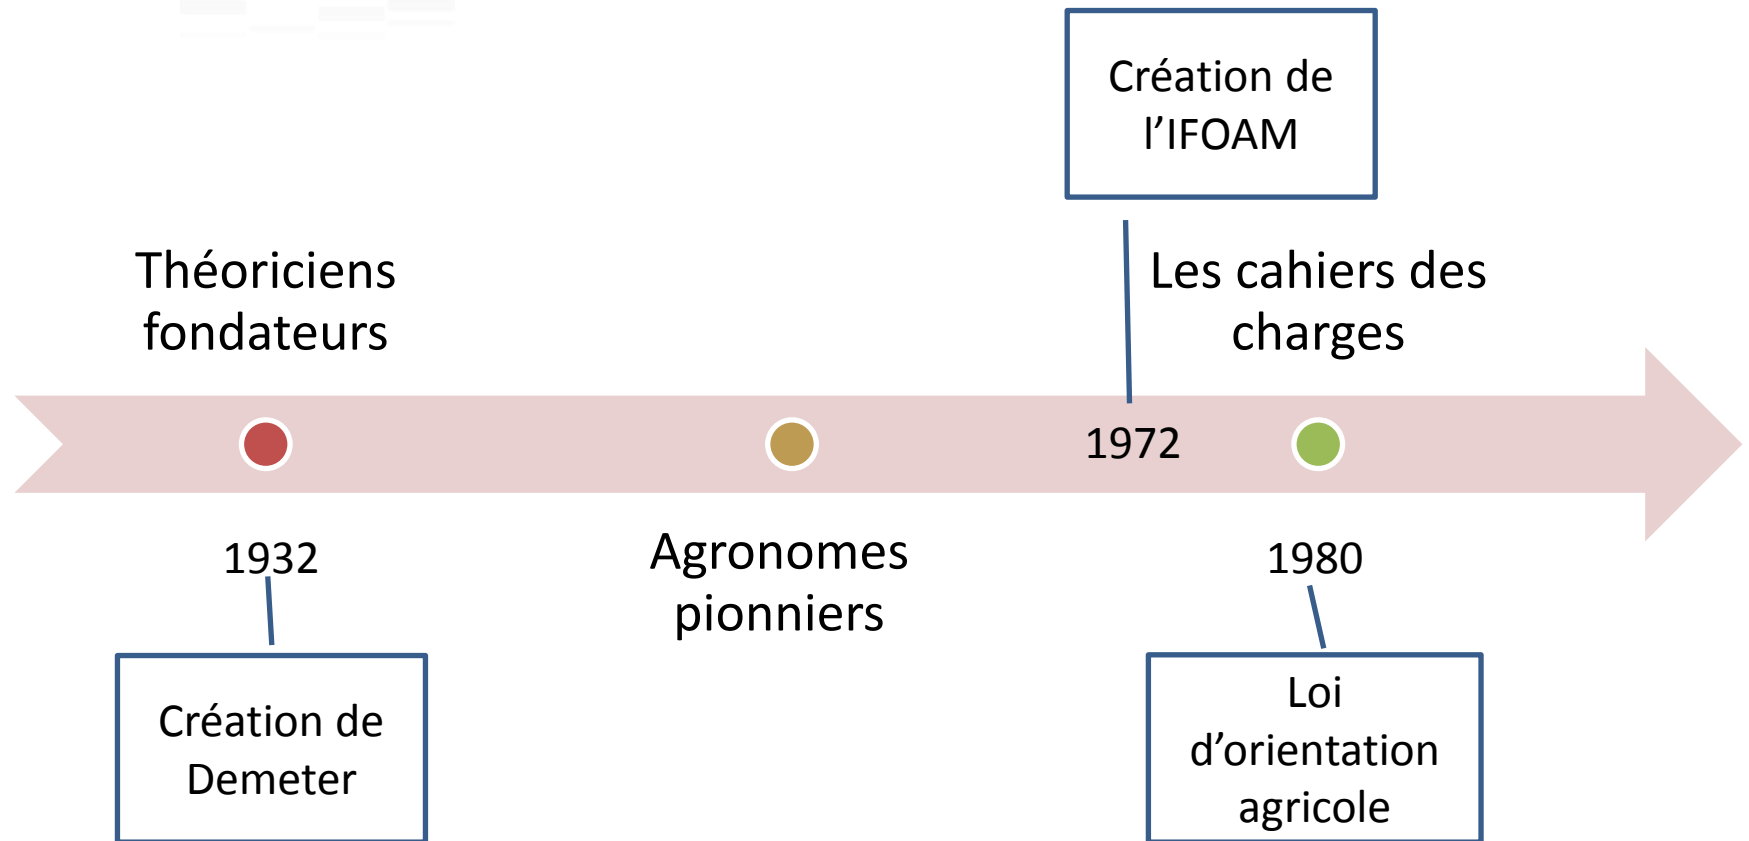 Création de
l’IFOAM
Théoriciens
fondateurs
Les cahiers des
charges
1972
1932
Agronomes
pionniers
1980
Création de
Demeter
Loi
d’orientation
agricole